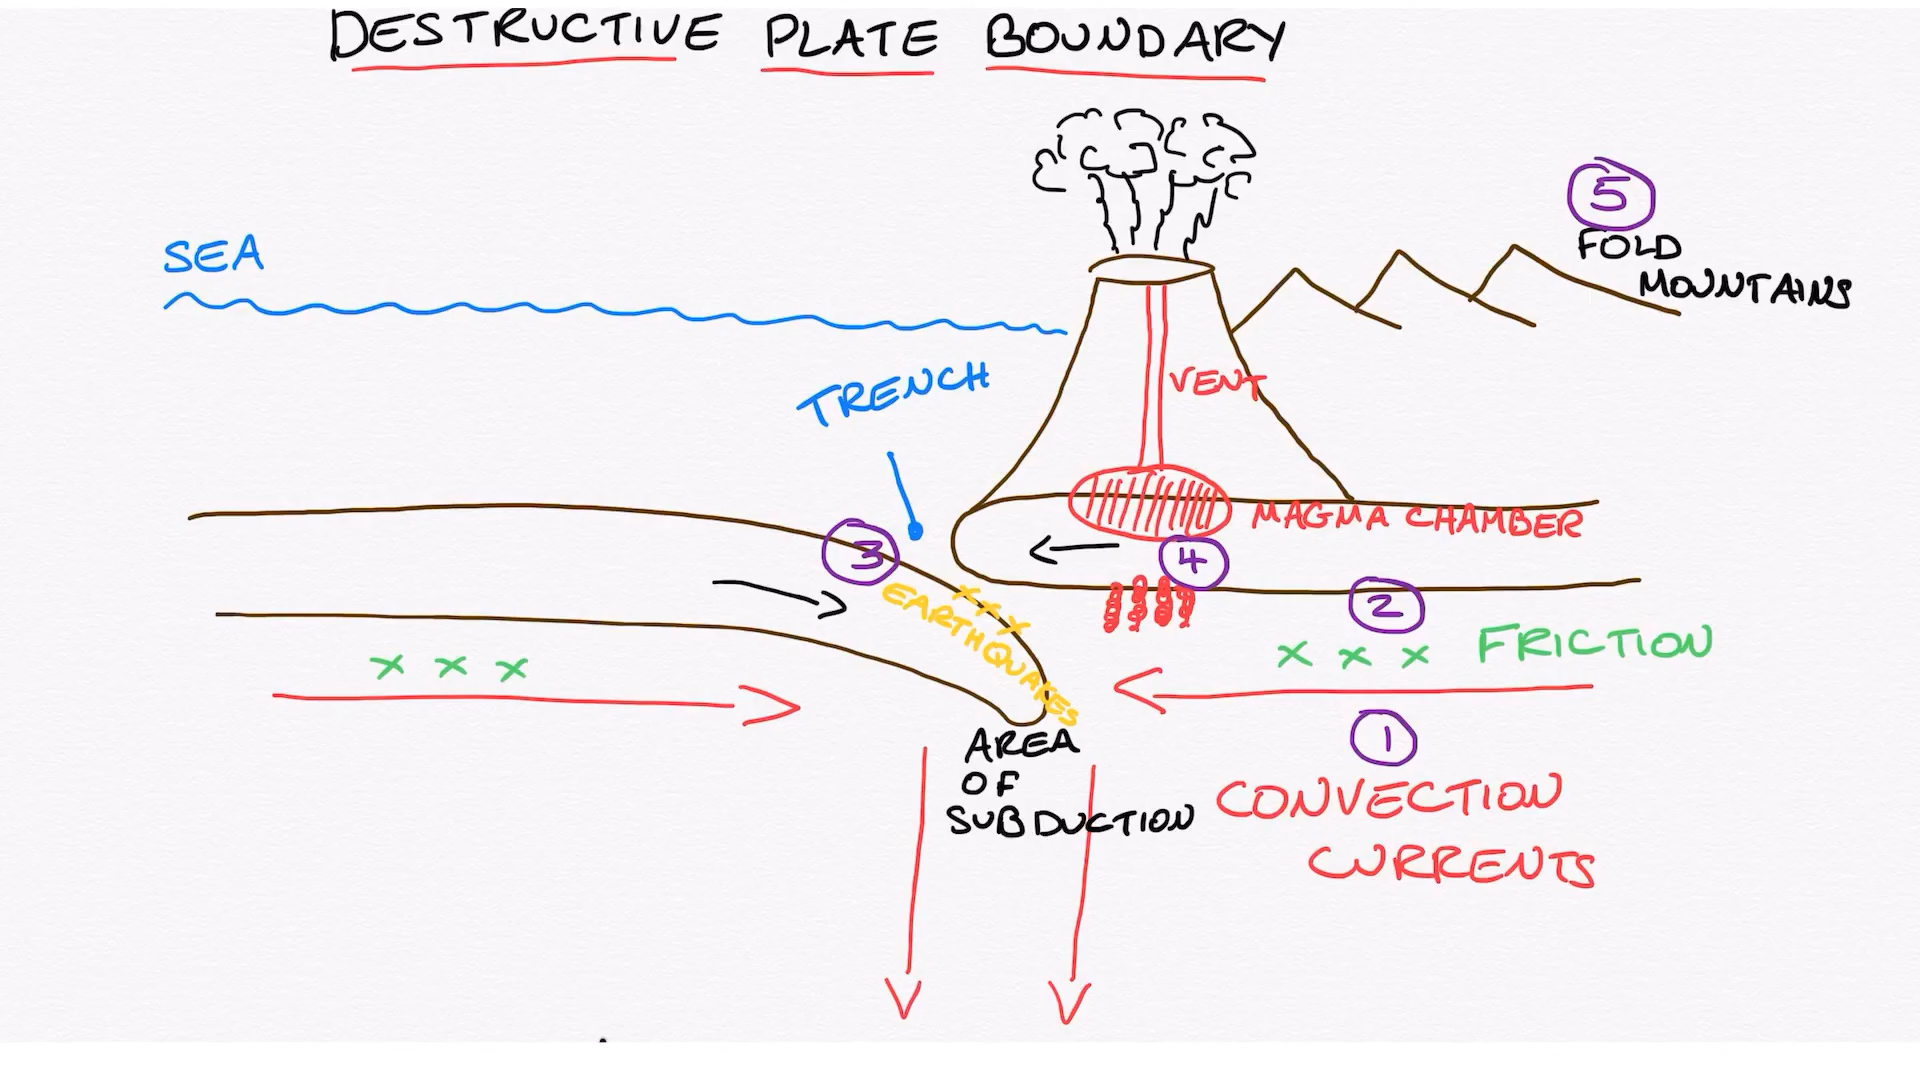 DESTRUCTIVE PLATE BOUNDARY
5
FOLD
MOUNTAINS
SEA
TRENCH
VENT
MAGMA CHAMBER
3
4
2
EARTHQUAKES
x x x
x x x
x x x FRICTION
1
AREA
OF
SUBDUCTION
CONVECTION
CURRENTS